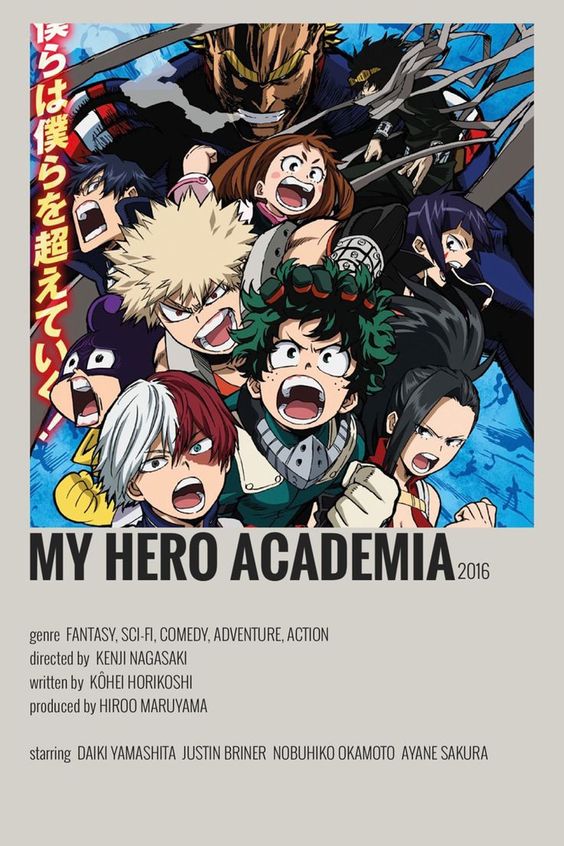 僕らは僕らを超えていく!!
MY HERO ACADEMIA 2016
genre FANTASY, SCI-FI, COMEDY, ADVENTURE, ACTION
directed by KENJI NAGASAKI
written by KÔHEI HORIKOSHI
produced by HIROO MARUYAMA
starring DAIKI YAMASHITA JUSTIN BRINER NOBUHIKO OKAMOTO AYANE SAKURA